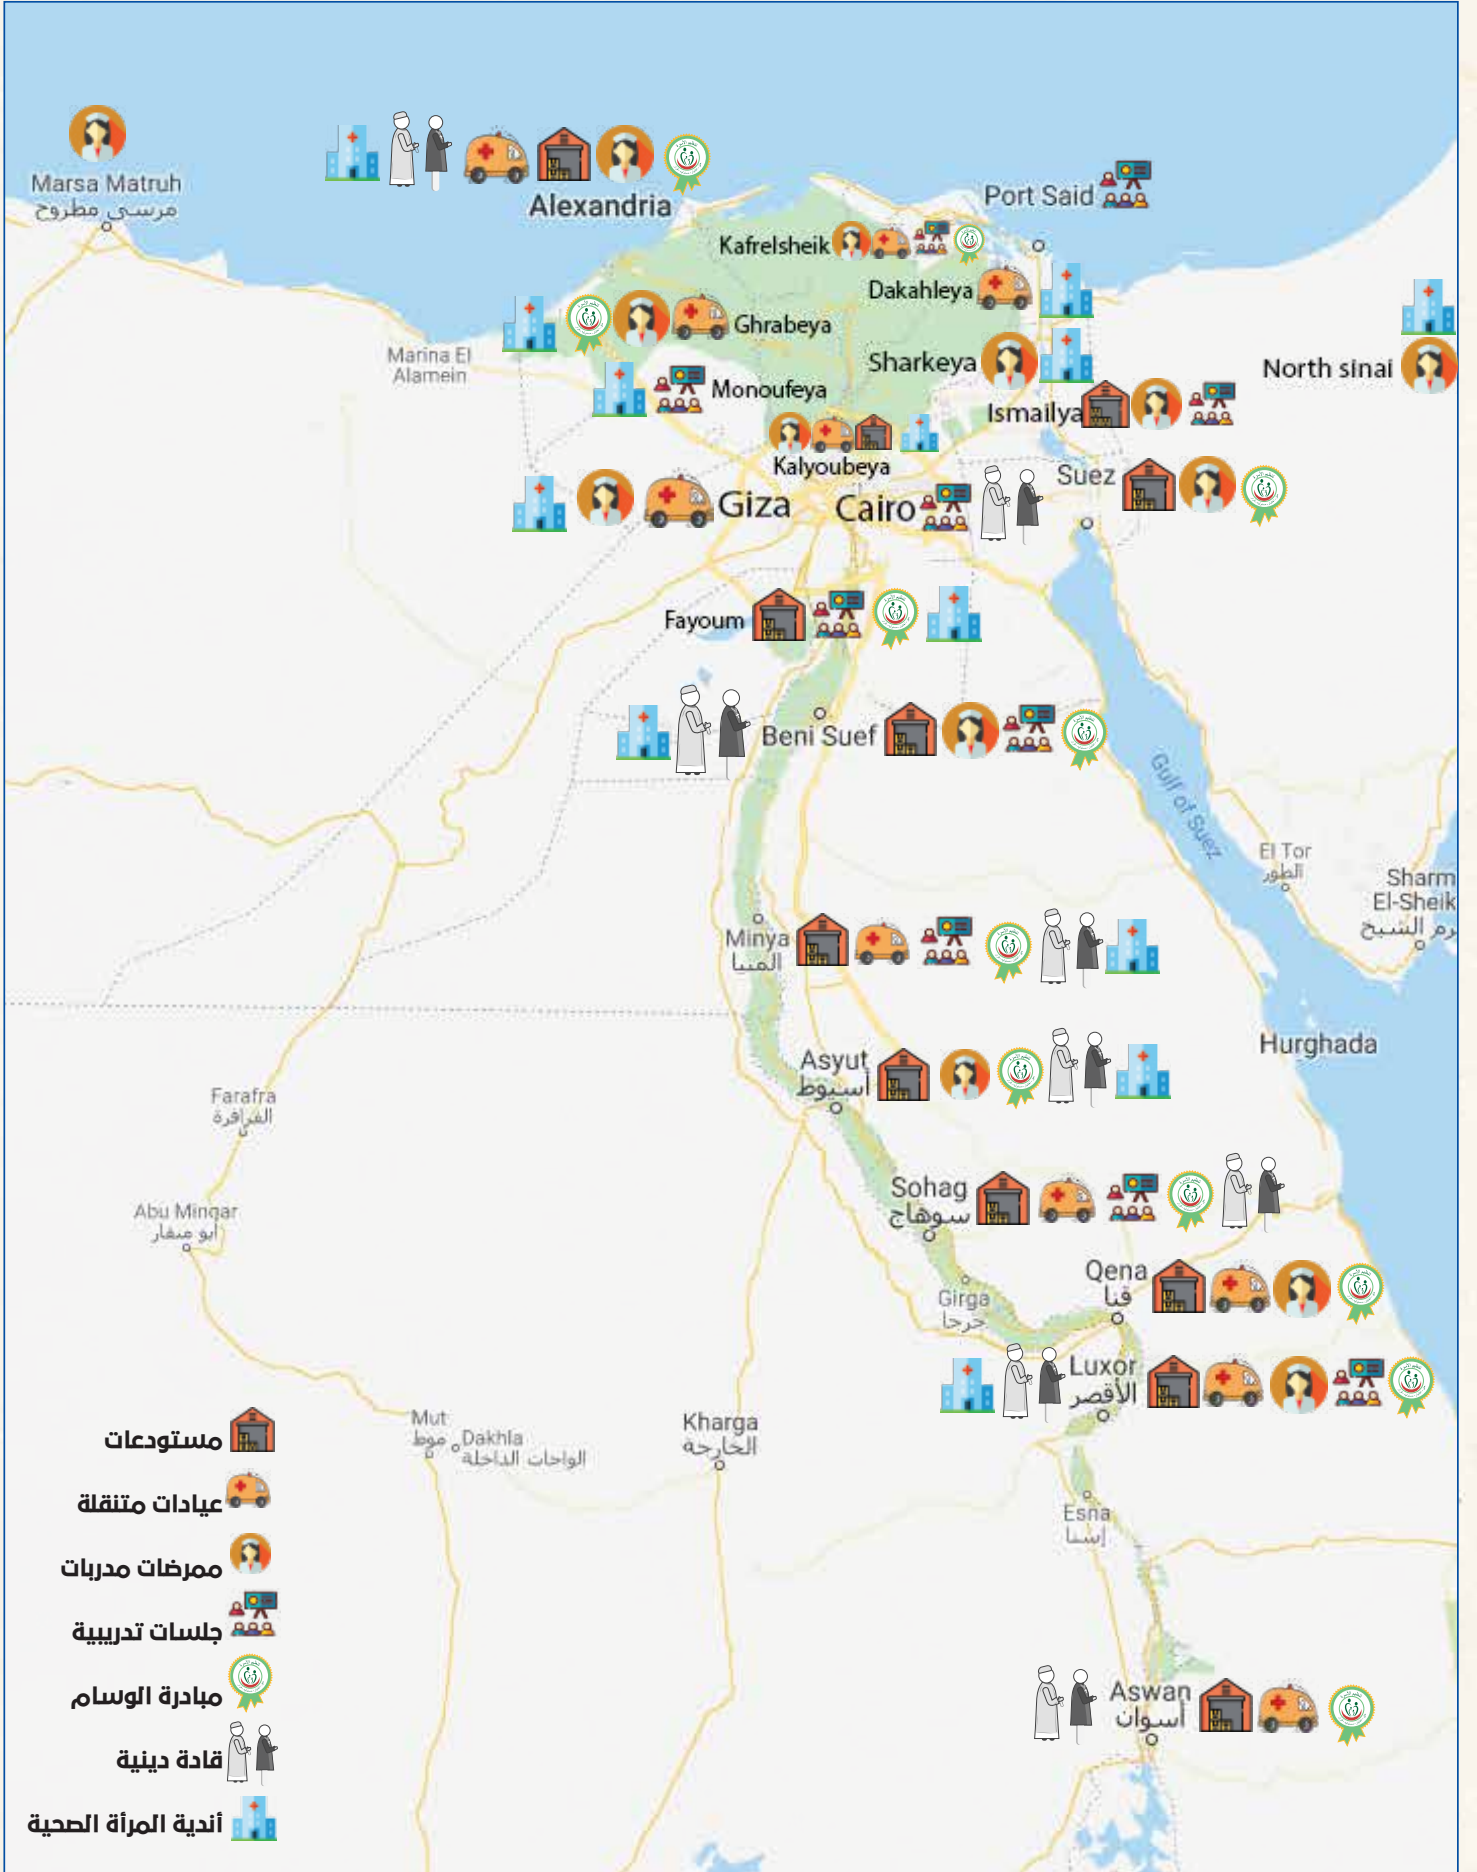 Marsa Matruh
مرسى مطروح
Alexandria
Port Said
Kafrelsheik
Dakahleya
Ghrabeya
Marina El
Alamein
Sharkeya
North sinai
Monoufeya
Ismailya
Kalyoubeya
Suez
Giza
Cairo
Fayoum
Beni Suef
Gulf of Suez
El Tor
الطور
Sharm
El-Sheik
رم الشيخ
Minya
المنيا
Hurghada
Asyut
أسيوط
Farafra
الفرافرة
Sohag
سوهاج
Abu Minqar
أبو منقار
Qena
قنا
Girga
جرجا
Luxor
الأقصر
Mut
موط
Dakhla
الواحات الداخلة
Kharga
الخارجة
Esna
إسنا
Aswan
أسوان
مستودعات
عيادات متنقلة
ممرضات مدربات
جلسات تدريبية
مبادرة الوسام
قادة دينية
أندية المرأة الصحية